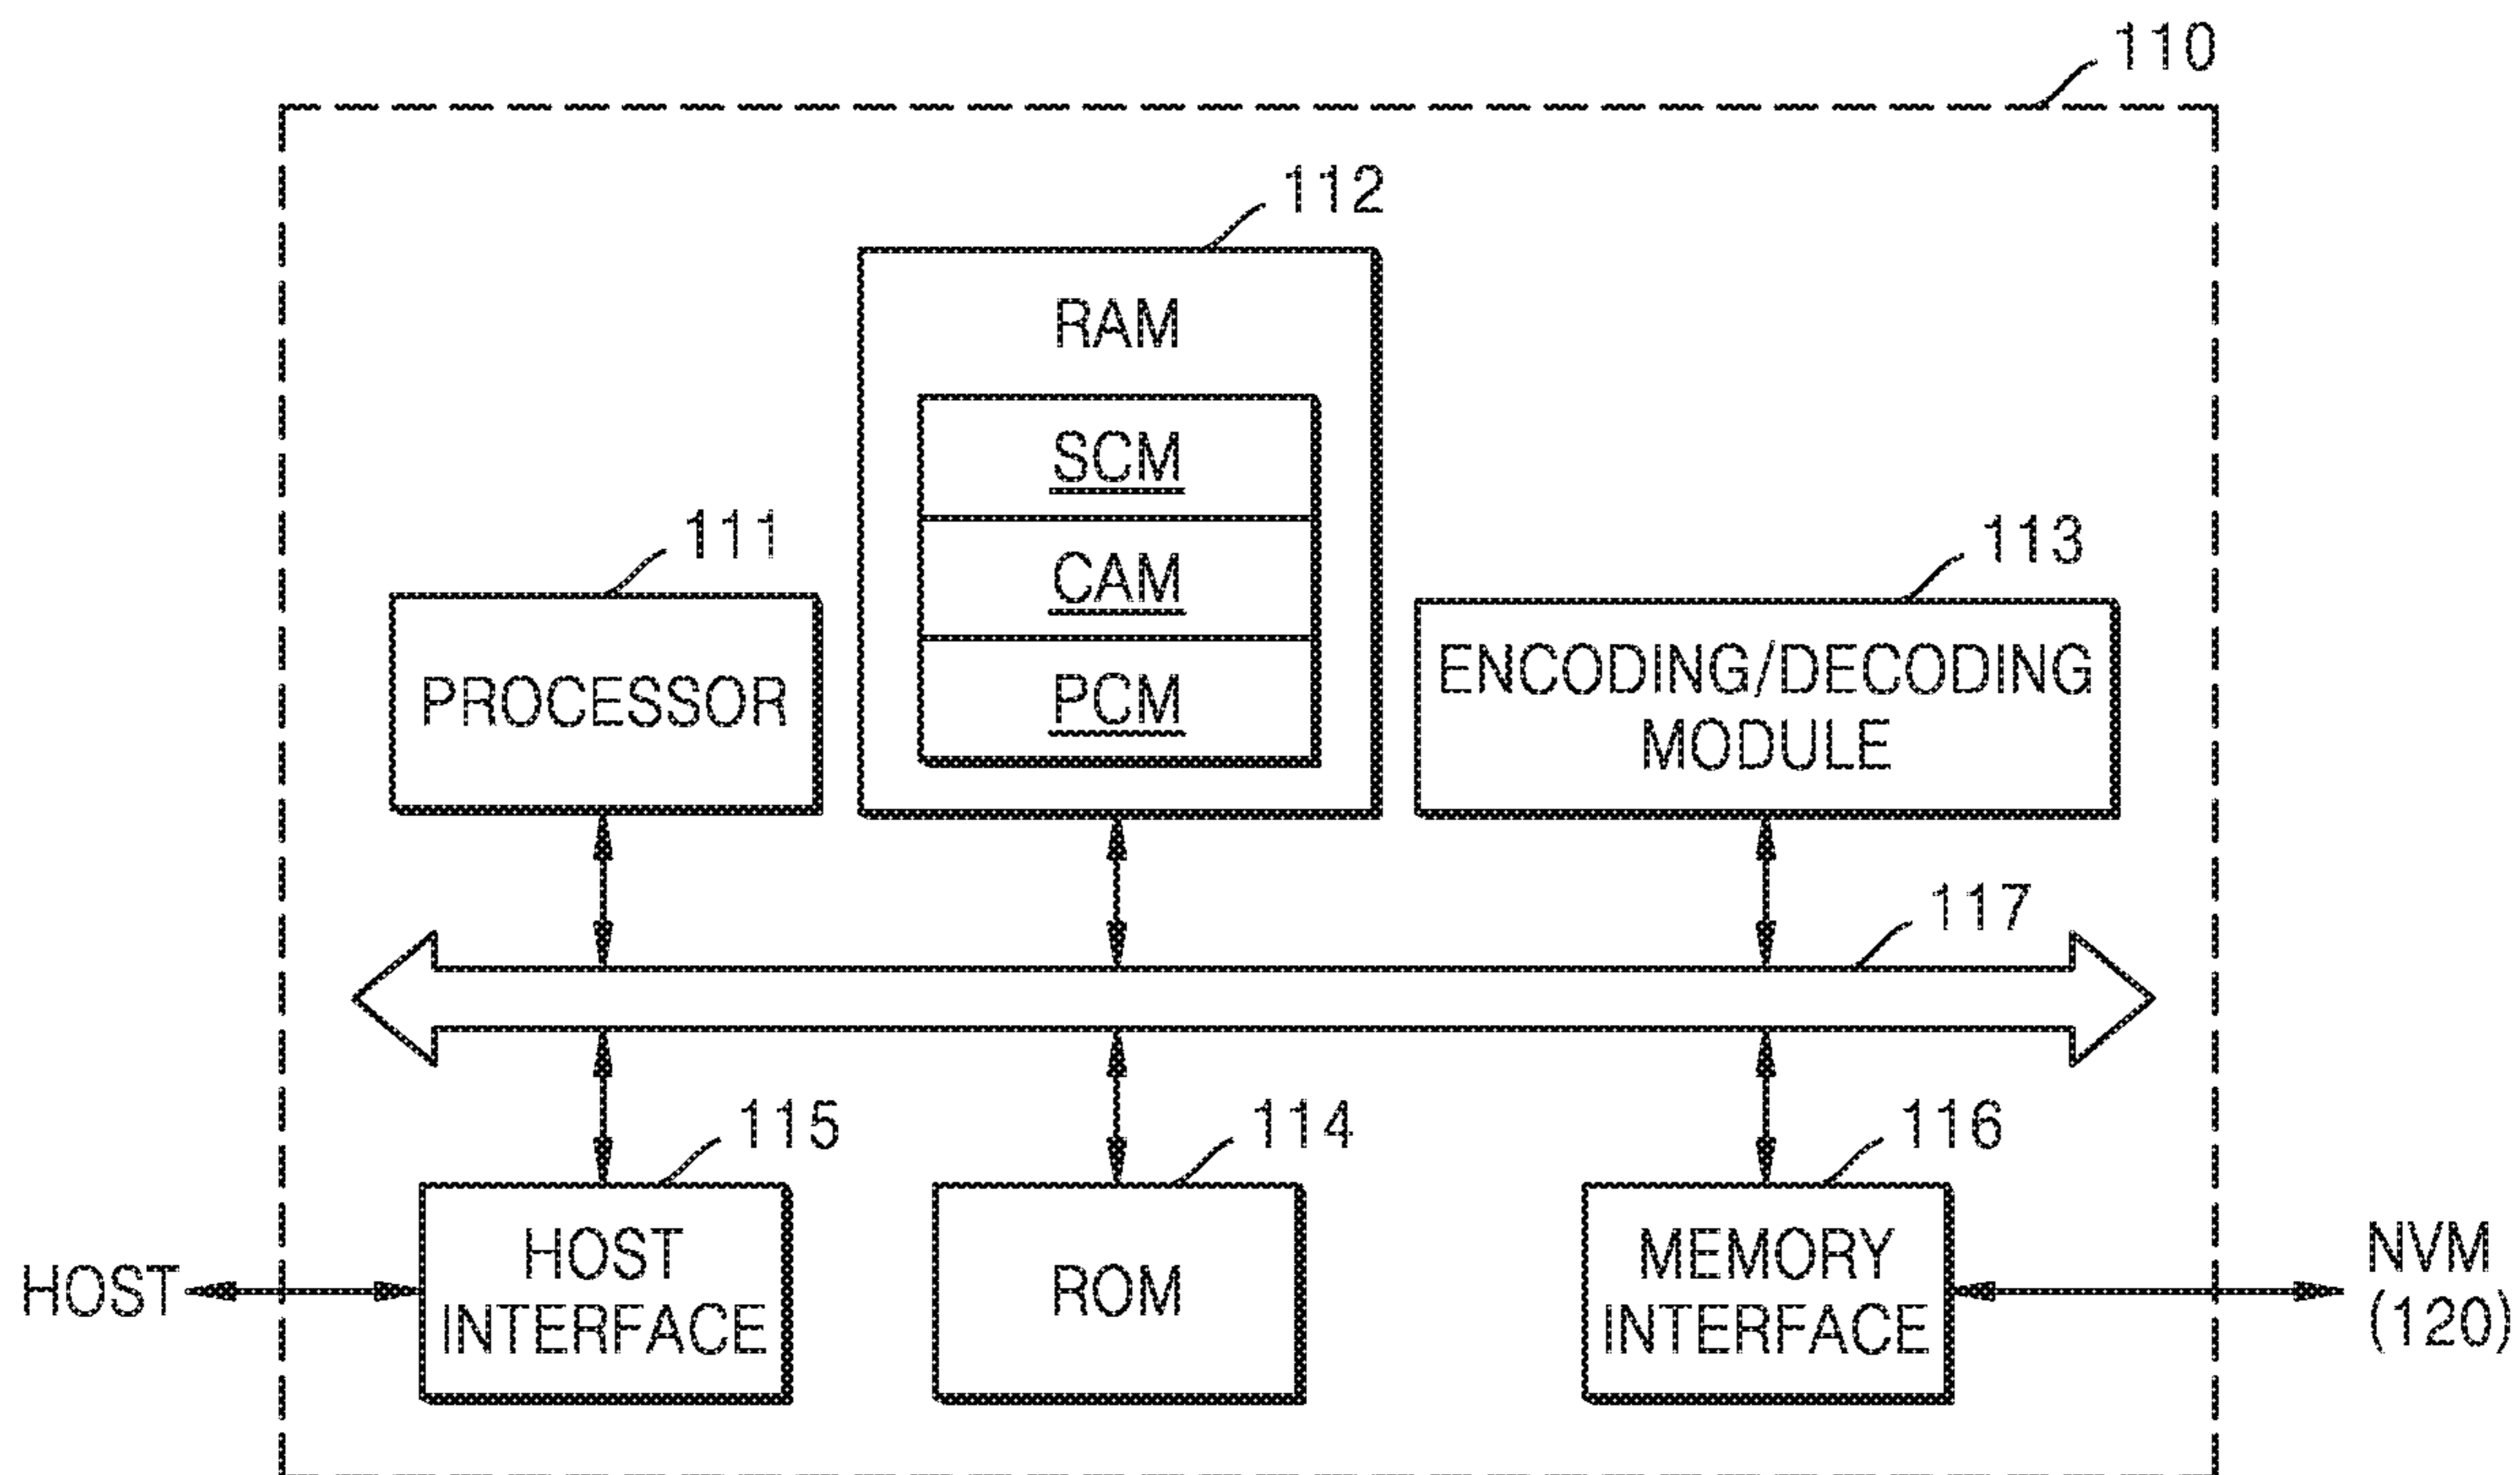 110
112
RAM
SCM
CAM
PCM
111
PROCESSOR
113
ENCODING/DECODING
MODULE
117
115
HOST
INTERFACE
114
ROM
116
MEMORY
INTERFACE
HOST
NVM
(120)